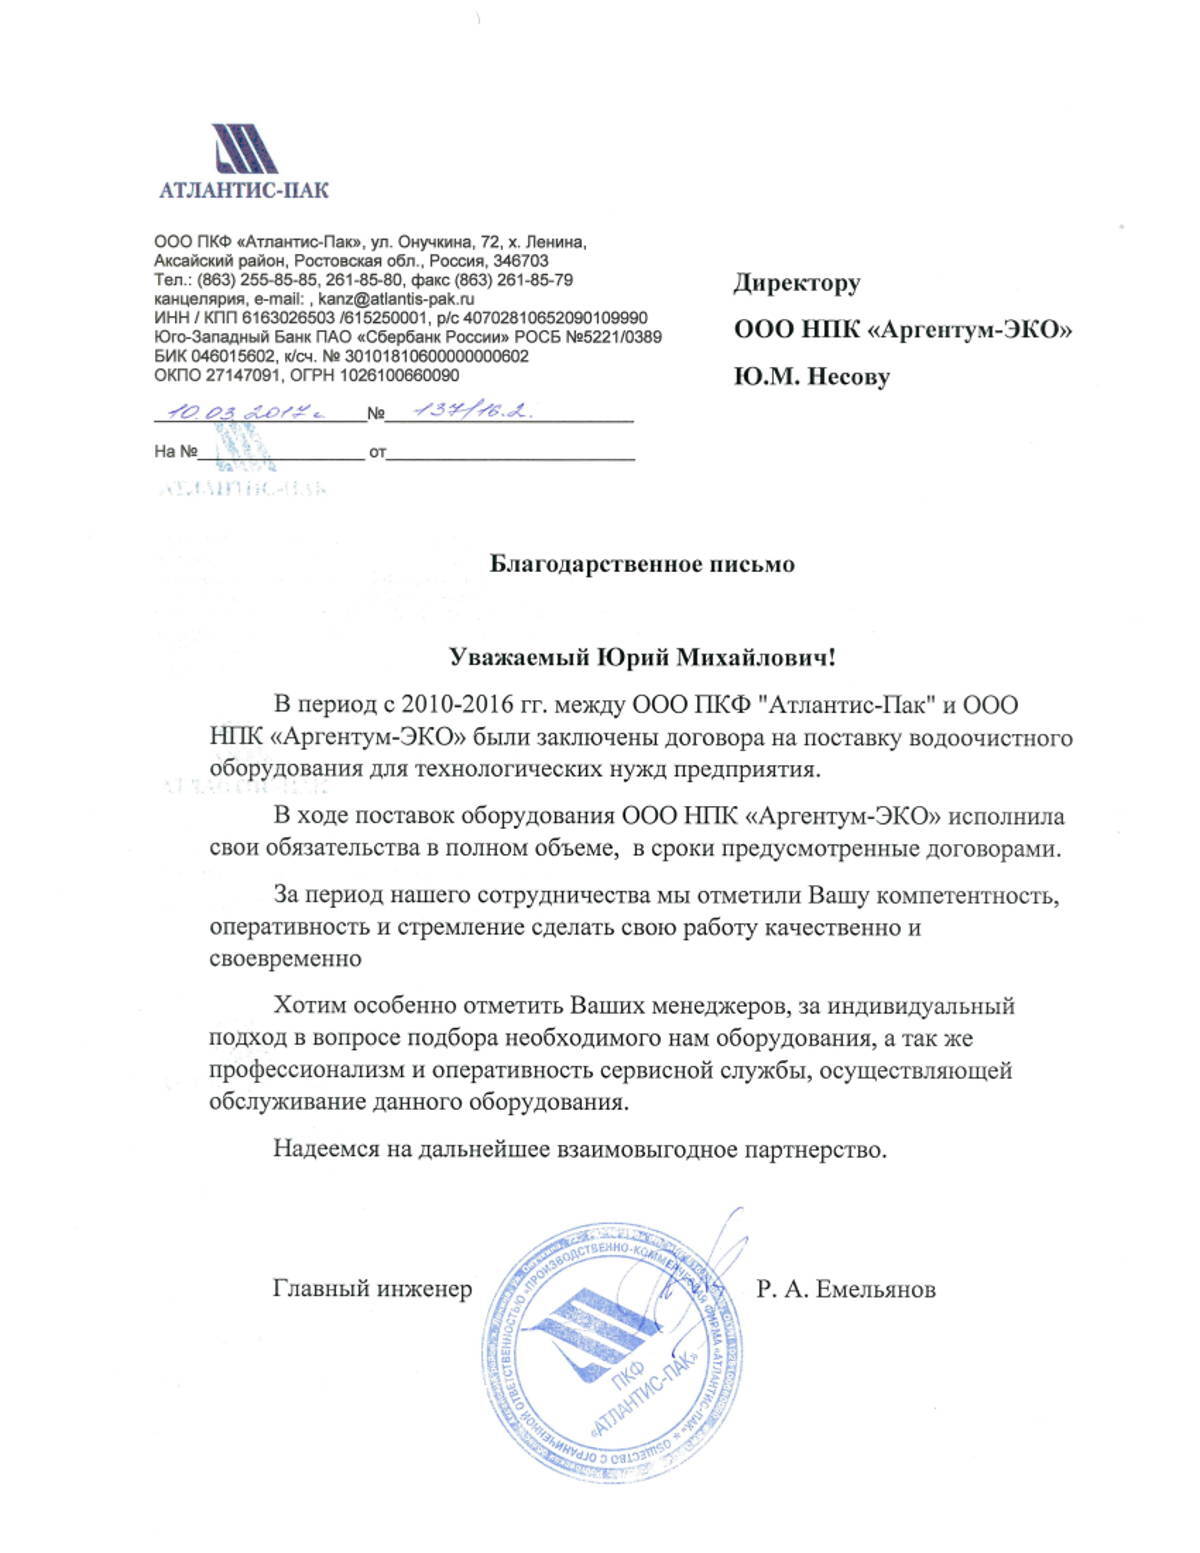 АТЛАНТИС-ПАК
ООО ПКФ «Атлантис-Пак», ул. Онучкина, 72, х. Ленина,
Аксайский район, Ростовская обл., Россия, 346703
Тел.: (863) 255-85-85, 261-85-80, факс (863) 261-85-79
канцелярия, e-mail: , kanz@atlantis-pak.ru
ИНН / КПП 6163026503 /615250001, р/с 40702810652090109990
Юго-Западный Банк ПАО «Сбербанк России» РОСБ №5221/0389
БИК 046015602, к/сч. № 30101810600000000602
ОКПО 27147091, ОГРН 1026100660090
10.03.2017г. № 137/16.2.
На № от
АТЛАНТИС-ПАК
Директору
ООО НПК «Аргентум-ЭКО»
Ю.М. Несову
Благодарственное письмо
Уважаемый Юрий Михайлович!
В период с 2010-2016 гг. между ООО ПКФ "Атлантис-Пак" и ООО
НПК «Аргентум-ЭКО» были заключены договора на поставку водоочистного
оборудования для технологических нужд предприятия.
В ходе поставок оборудования ООО НПК «Аргентум-ЭКО» исполнила
свои обязательства в полном объеме, в сроки предусмотренные договорами.
За период нашего сотрудничества мы отметили Вашу компетентность,
оперативность и стремление сделать свою работу качественно и
своевременно
Хотим особенно отметить Ваших менеджеров, за индивидуальный
подход в вопросе подбора необходимого нам оборудования, а так же
профессионализм и оперативность сервисной службы, осуществляющей
обслуживание данного оборудования.
Надеемся на дальнейшее взаимовыгодное партнерство.
Главный инженер Р. А. Емельянов
ОБЩЕСТВО С ОГРАНИЧЕННОЙ ОТВЕТСТВЕННОСТЬЮ «ПРОИЗВОДСТВЕННО-КОММЕРЧЕСКАЯ ФИРМА «АТЛАНТИС-ПАК»
ПКФ
«АТЛАНТИС-ПАК»